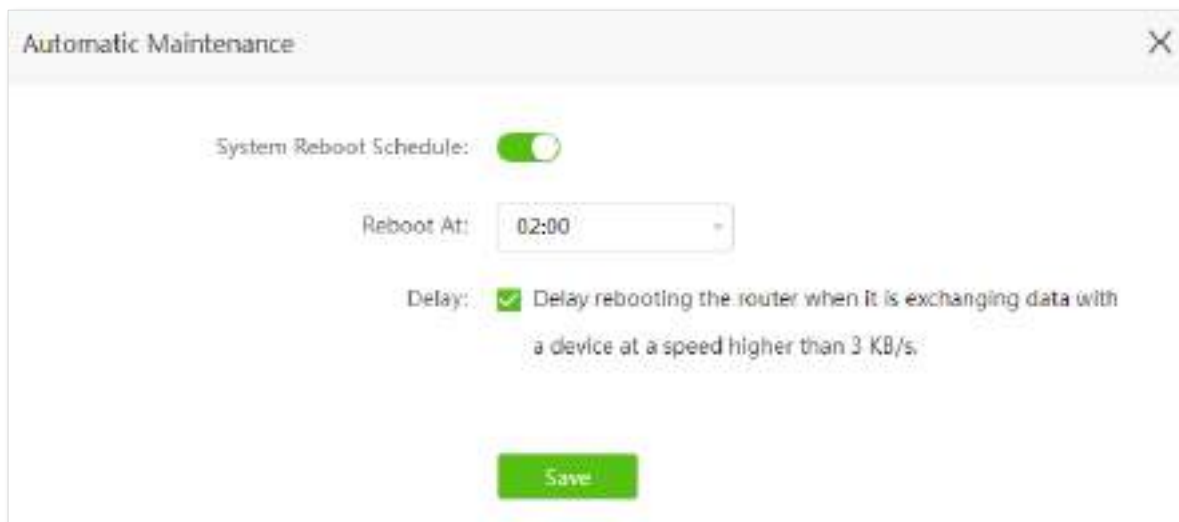 Automatic Maintenance
System Reboot Schedule:
Reboot At: 02:00
Delay: Delay rebooting the router when it is exchanging data with
a device at a speed higher than 3 KB/s.
Save